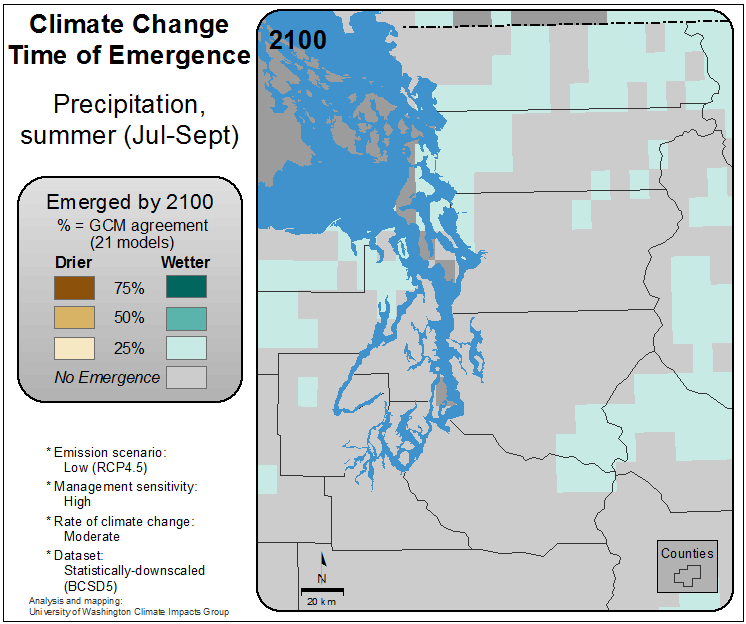 Climate Change
Time of Emergence
Precipitation,
summer (Jul-Sept)
Emerged by 2100
% = GCM agreement
(21 models)
Drier Wetter
75%
50%
25%
No Emergence
* Emission scenario:
Low (RCP4.5)
* Management sensitivity:
High
* Rate of climate change:
Moderate
* Dataset:
Statistically-downscaled
(BCSD5)
Analysis and mapping:
University of Washington Climate Impacts Group
2100
N
20 km
Counties